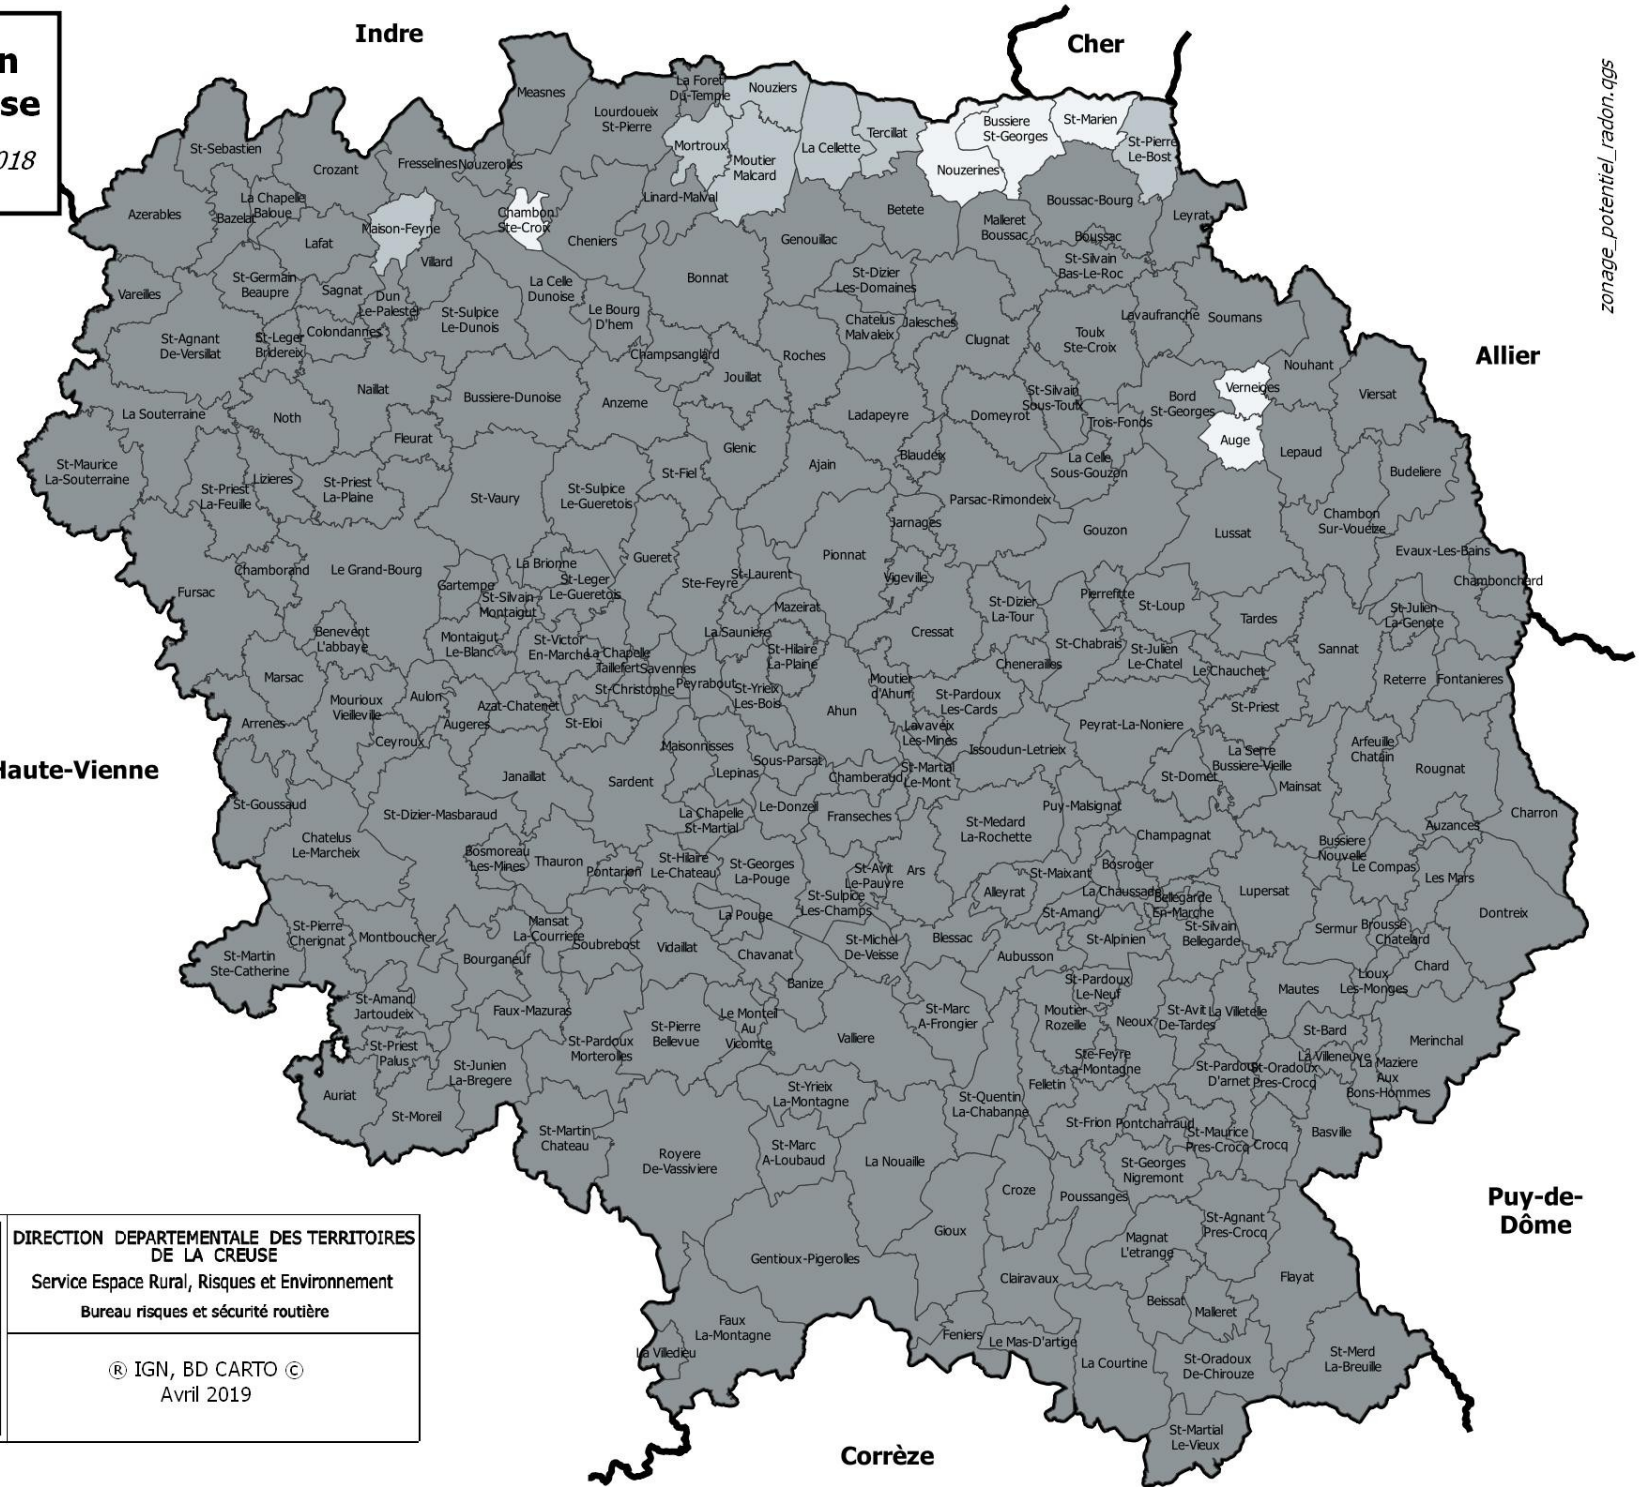 n
se
018
Indre
Cher
zonage_potentiel_radon.qgs
Allier
Haute-Vienne
Puy-de-
Dôme
Corrèze
Measnes
La Foret
Du-Temple
Nouziers
Lourdoueix
St-Pierre
Bussiere
St-Georges
St-Marien
Tercillat
St-Sebastien
Mortroux
La Cellette
St-Pierre
Le-Bost
Crozant
Fresselines
Nouzerolles
Moutier
Malcard
Nouzerines
La Chapelle
Baloue
Linard-Malval
Boussac-Bourg
Azerables
Bazelat
Chambon
Ste-Croix
Betete
Leyrat
Maison-Feyne
Malleret
Boussac
Boussac
Lafat
Cheniers
Genouillac
Villard
St-Silvain
Bas-Le-Roc
St-Germain
Beaupre
Bonnat
St-Dizier
Les-Domaines
Vareilles
Sagnat
Dun
Le-Palestel
La Celle
Dunoise
St-Sulpice
Le-Dunois
Le Bourg
D'hem
Lavaufranche
Soumans
Chatelus
Malvaleix
Jalesches
Colondannes
St-Agnant
De-Versillat
St-Leger
Bridereix
Clugnat
Toulx
Ste-Croix
Champsanglard
Roches
Nouhant
Jouillat
Naillat
Bussiere-Dunoise
Anzeme
St-Silvain
Sous-Toulx
Bord
St-Georges
Verneiges
Viersat
La Souterraine
Noth
Ladapeyre
Domeyrot
Trois-Fonds
Fleurat
Glenic
Auge
Lepaud
St-Maurice
La-Souterraine
St-Fiel
Ajain
Blaudeix
La Celle
Sous-Gouzon
Budeliere
Lizieres
St-Priest
La-Feuille
St-Priest
La-Plaine
St-Vaury
St-Sulpice
Le-Gueretois
Parsac-Rimondeix
Jarnages
Chambon
Sur-Voueize
Gouzon
Lussat
Pionnat
Evaux-Les-Bains
Chamborand
Le Grand-Bourg
La Brionne
Gueret
St-Laurent
Ste-Feyre
Vigeville
Chambonchard
Fursac
Gartempe
St-Leger
Le-Gueretois
St-Silvain
Montaigut
Mazeirat
St-Dizier
La-Tour
Pierrefitte
St-Loup
St-Julien
La-Genete
Tardes
Benevent
L'abbaye
Montaigut
Le-Blanc
St-Victor
En-Marche
La Chapelle
Taillefert
Savennes
La Sauniere
St-Hilaire
La-Plaine
Cressat
St-Chabrais
St-Julien
Le-Chatel
Sannat
Chenerailles
Le Chauchet
Marsac
Reterre
Fontanieres
St-Christophe
Peyrabout
St-Yrieix
Les-Bois
Moutier
d'Ahun
St-Pardoux
Les-Cards
Mourioux
Vieilleville
Aulon
Azat-Chatenet
St-Priest
Arrenes
Augeres
St-Eloi
Ahun
Lavaveix
Les-Mines
Peyrat-La-Noniere
Ceyroux
Maisonnisses
Issoudun-Letrieix
La Serre
Bussiere-Vieille
Arfeuille
Chatain
Rougnat
Janaillat
Sardent
Lepinas
Sous-Parsat
Chamberaud
St-Martial
Le-Mont
St-Domet
Mainsat
St-Goussaud
St-Dizier-Masbaraud
La Chapelle
St-Martial
Le-Donzeil
Franseches
Puy-Malsignat
St-Medard
La-Rochette
Charron
Auzances
Champagnat
Chatelus
Le-Marcheix
Bussiere
Nouvelle
Bosmoreau
Les-Mines
Thauron
Pontarion
St-Hilaire
Le-Chateau
St-Georges
La-Pouge
St-Avit
Le-Pauvre
Ars
St-Maixant
Bosroger
Le Compas
Les Mars
Alleyrat
La Chaussade
Bellegarde
En-Marche
Lupersat
St-Sulpice
Les-Champs
La Pouge
St-Amand
Dontreix
St-Pierre
Cherignat
Montboucher
Mansat
La-Courriere
Soubrebost
Vidaillat
St-Silvain
Bellegarde
Sermur
Brousse
Chatelard
St-Michel
De-Veisse
Blessac
St-Alpinien
St-Martin
Ste-Catherine
Bourganeuf
Chavanat
Aubusson
Chard
Banize
St-Pardoux
Le-Neuf
Mautes
Lioux
Les-Monges
St-Amand
Jartoudeix
Faux-Mazuras
Le Monteil
Au
Vicomte
St-Marc
A-Frongier
Moutier
Rozeille
Neoux
St-Avit
De-Tardes
La Villetelle
St-Pierre
Bellevue
Valliere
St-Bard
Merinchal
St-Priest
Palus
St-Pardoux
Morterolles
Ste-Feyre
La-Montagne
La Villeneuve
La Maziere
Aux
Bons-Hommes
St-Junien
La-Bregere
St-Pardoux
D'arnet
St-Oradoux
Pres-Crocq
Auriat
St-Yrieix
La-Montagne
Felletin
St-Moreil
St-Quentin
La-Chabanne
St-Frion
Pontcharraud
St-Maurice
Pres-Crocq
Crocq
Basville
St-Martin
Chateau
Royere
De-Vassiviere
St-Marc
A-Loubaud
La Nouaille
St-Georges
Nigremont
Croze
Poussanges
St-Agnant
Pres-Crocq
Gioux
Magnat
L'etrange
Gentioux-Pigerolles
Clairavaux
Flayat
Beissat
Malleret
Faux
La-Montagne
Feniers
Le Mas-D'artige
La Villedieu
La Courtine
St-Oradoux
De-Chirouze
St-Merd
La-Breuille
St-Martial
Le-Vieux
DIRECTION DEPARTEMENTALE DES TERRITOIRES
DE LA CREUSE
Service Espace Rural, Risques et Environnement
Bureau risques et sécurité routière
® IGN, BD CARTO ©
Avril 2019